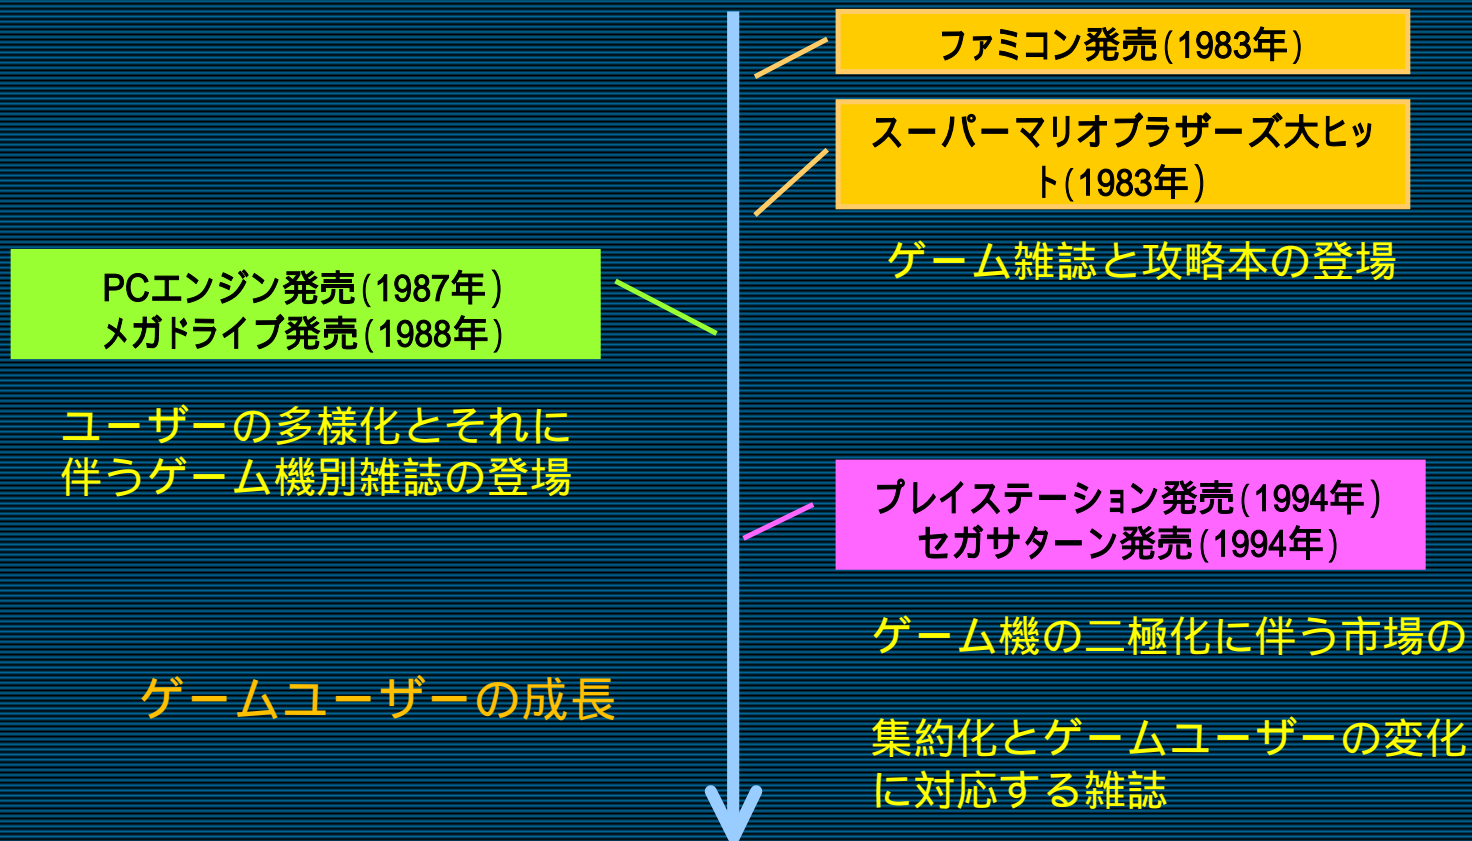 ファミコン発売(1983年)
スーパーマリオブラザーズ大ヒッ
ト(1983年)
ゲーム雑誌と攻略本の登場
PCエンジン発売(1987年)
メガドライブ発売(1988年)
ユーザーの多様化とそれに
伴うゲーム機別雑誌の登場
プレイステーション発売(1994年)
セガサターン発売(1994年)
ゲーム機の二極化に伴う市場の
集約化とゲームユーザーの変化
に対応する雑誌
ゲームユーザーの成長